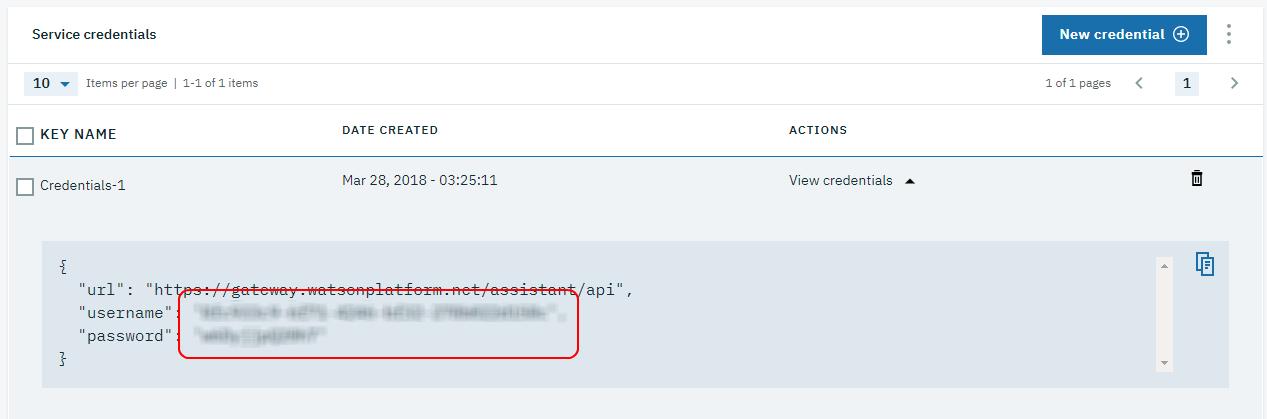 Service credentials
New credential
10 Items per page | 1-1 of 1 items 1 of 1 pages 1
KEY NAME DATE CREATED ACTIONS
Credentials-1 Mar 28, 2018 - 03:25:11 View credentials
{
"url": "https://gateway.watsonplatform.net/assistant/api",
"username":
"password":
}